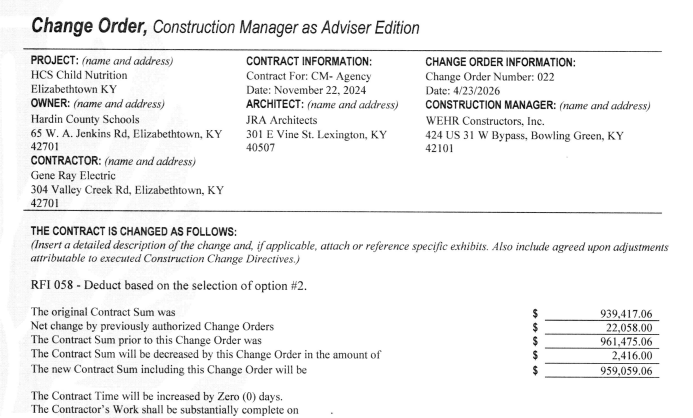 Change Order, Construction Manager as Adviser Edition
PROJECT: (name and address)
HCS Child Nutrition
Elizabethtown KY
OWNER: (name and address)
Hardin County Schools
65 W. A. Jenkins Rd, Elizabethtown, KY
42701
CONTRACTOR: (name and address)
Gene Ray Electric
304 Valley Creek Rd, Elizabethtown, KY
42701
CONTRACT INFORMATION:
Contract For: CM- Agency
Date: November 22, 2024
ARCHITECT: (name and address)
JRA Architects
301 E Vine St. Lexington, KY
40507
CHANGE ORDER INFORMATION:
Change Order Number: 022
Date: 4/23/2026
CONSTRUCTION MANAGER: (name and address)
WEHR Constructors, Inc.
424 US 31 W Bypass, Bowling Green, KY
42101
THE CONTRACT IS CHANGED AS FOLLOWS:
(Insert a detailed description of the change and, if applicable, attach or reference specific exhibits. Also include agreed upon adjustments
attributable to executed Construction Change Directives.)
RFI 058 - Deduct based on the selection of option #2.
The original Contract Sum was $ 939,417.06
Net change by previously authorized Change Orders $ 22,058.00
The Contract Sum prior to this Change Order was $ 961,475.06
The Contract Sum will be decreased by this Change Order in the amount of $ 2,416.00
The new Contract Sum including this Change Order will be $ 959,059.06
The Contract Time will be increased by Zero (0) days.
The Contractor's Work shall be substantially complete on .